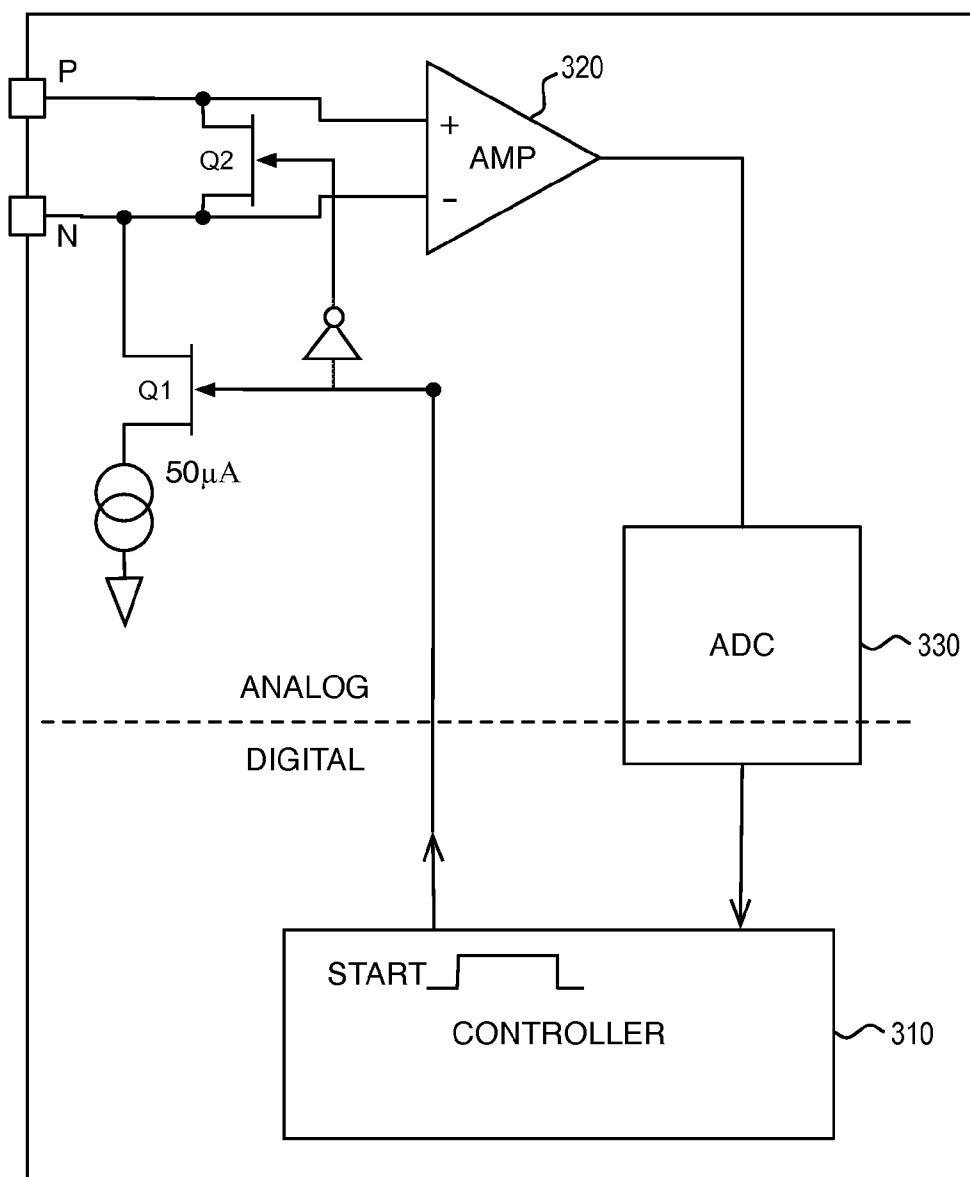 P
320
+
AMP
Q2
-
N
Q1
50µA
ADC
330
ANALOG
DIGITAL
START
CONTROLLER
310